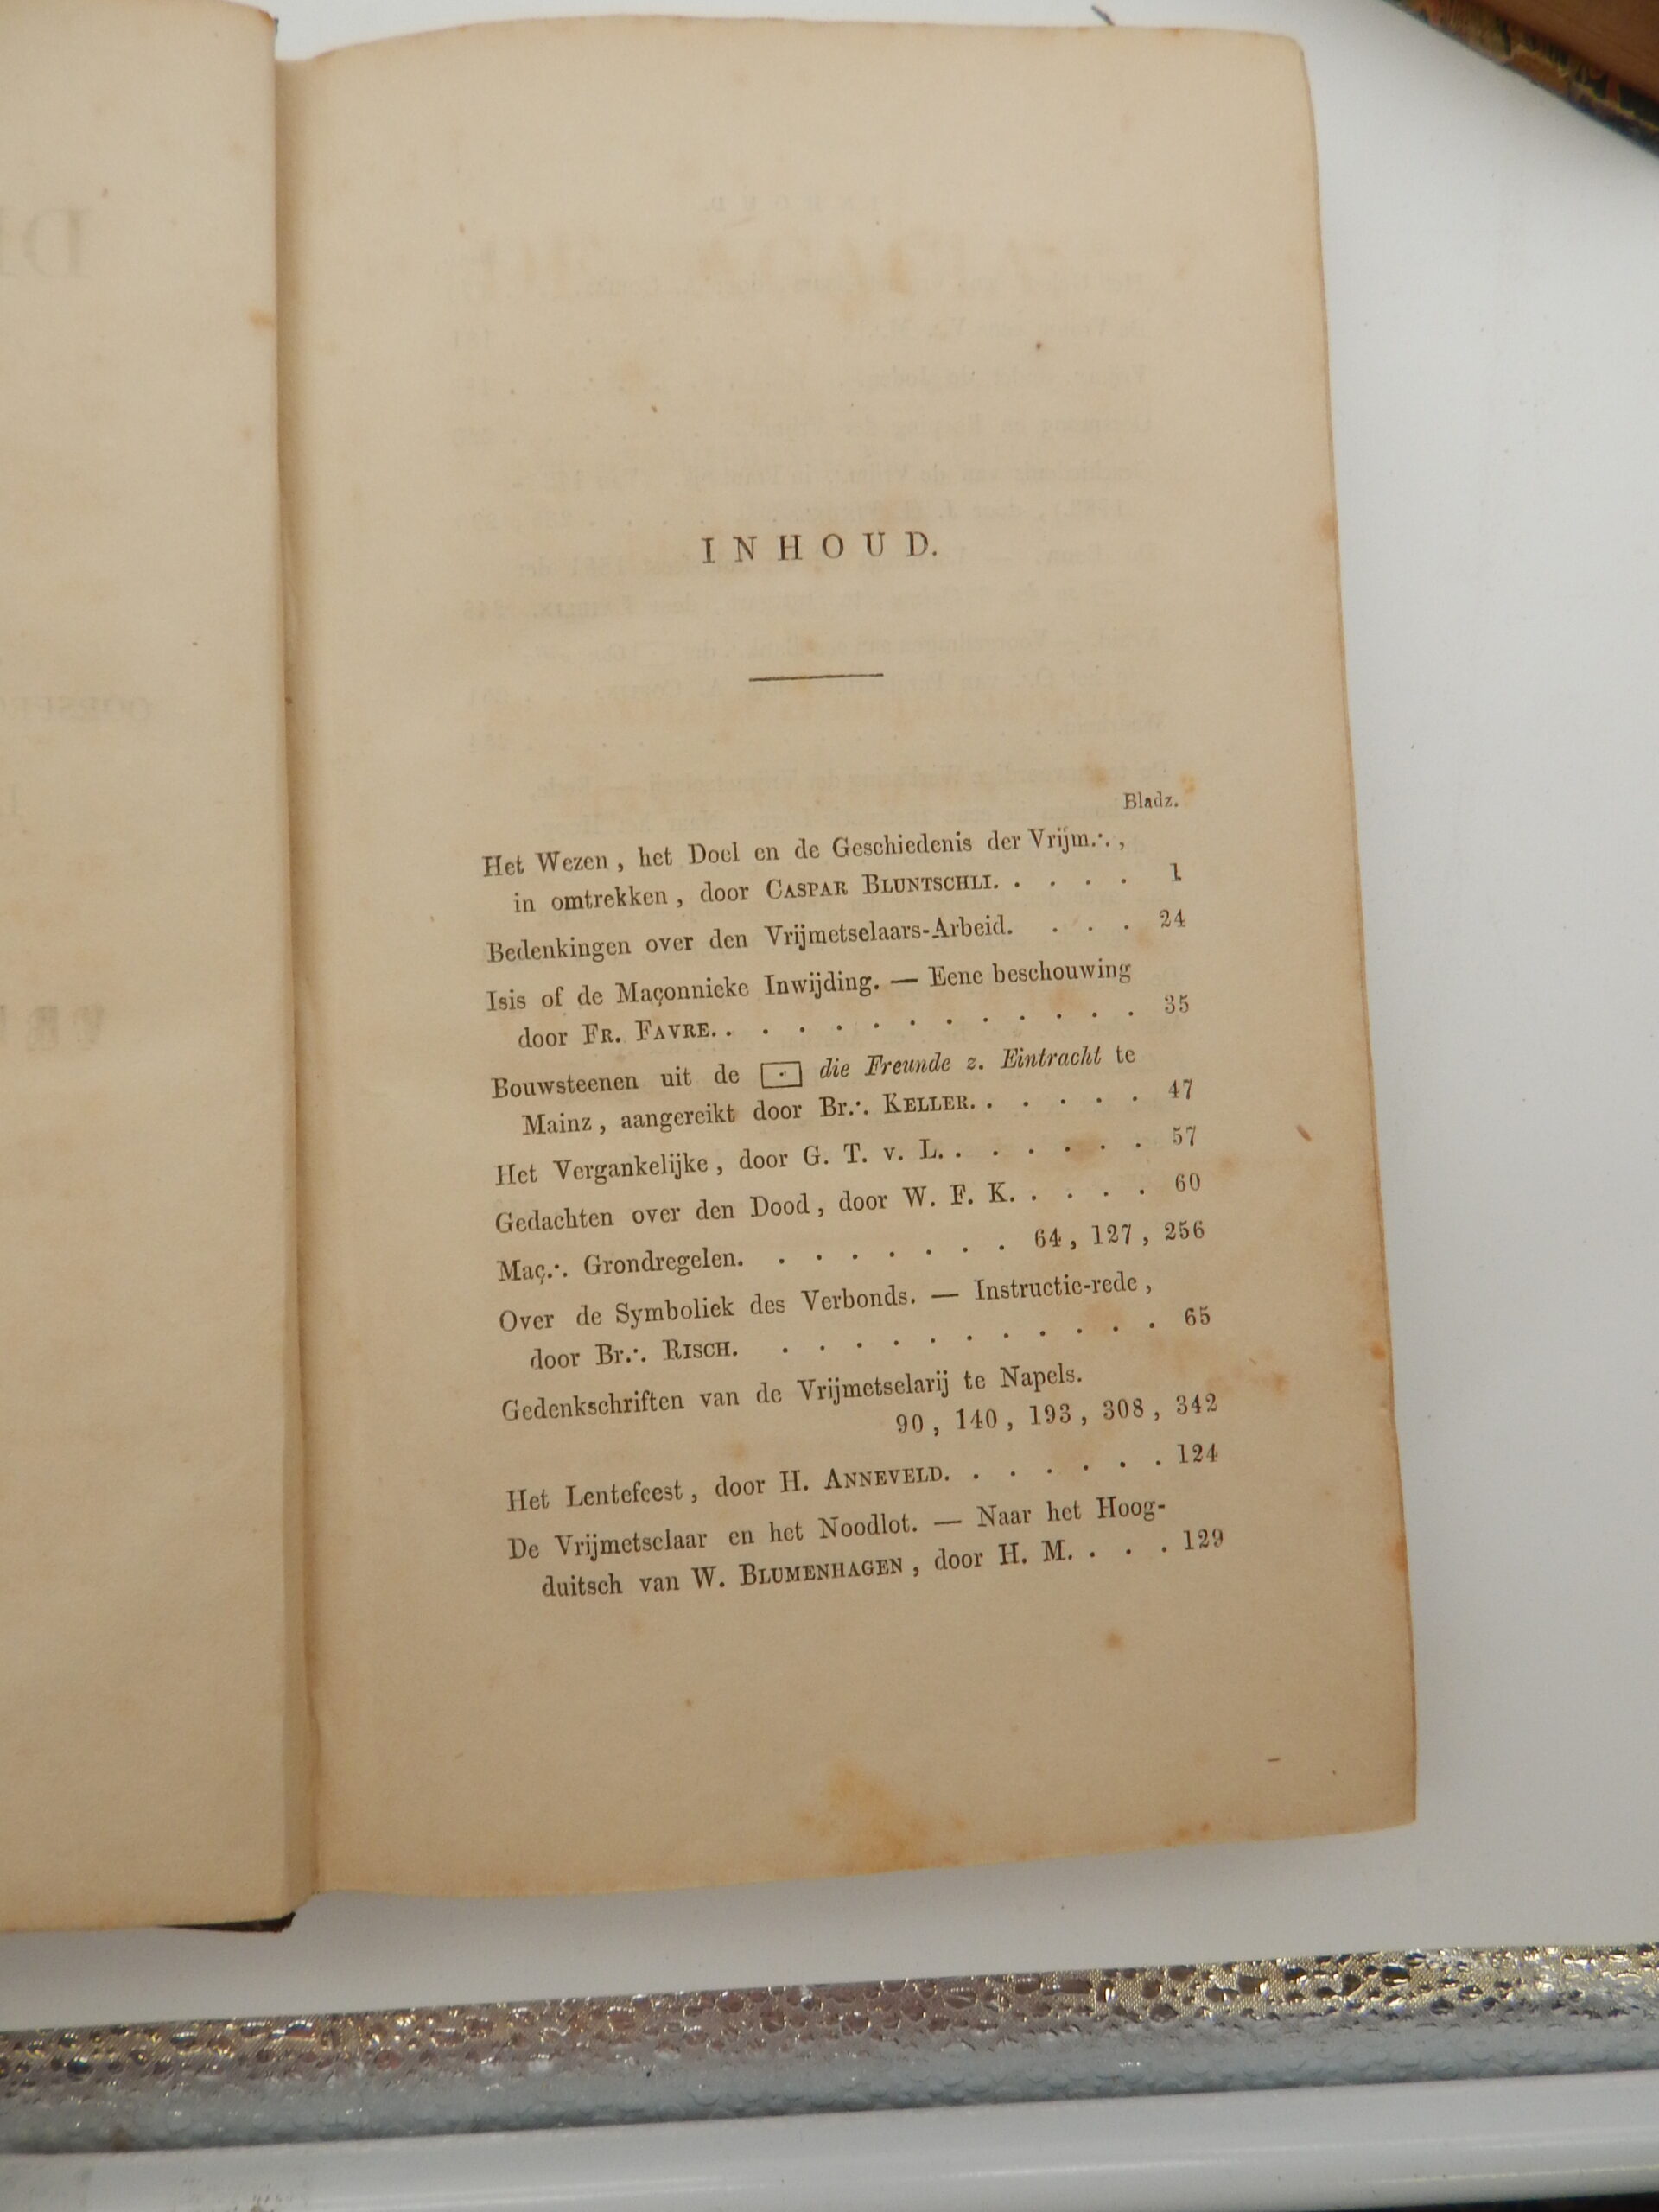 INHOUD.
Bladz.
Het Wezen, het Doel en de Geschiedenis der Vrijm.·.,
in omtrekken, door CASPAR BLUNTSCHLI. . . . . 1
Bedenkingen over den Vrijmetselaars-Arbeid. . . . 24
Isis of de Maçonnieke Inwijding. — Eene beschouwing
door FR. FAVRE. . . . . . . . . . . . . 35
Bouwsteenen uit de [·] die Freunde z. Eintracht te
Mainz, aangereikt door Br.·. KELLER. . . . . . 47
Het Vergankelijke, door G. T. v. L. . . . . . . 57
Gedachten over den Dood, door W. F. K. . . . . 60
Maç.·. Grondregelen. . . . . . . . 64, 127, 256
Over de Symboliek des Verbonds. — Instructie-rede,
door Br.·. RISCH. . . . . . . . . . . . 65
Gedenkschriften van de Vrijmetselarij te Napels.
90, 140, 193, 308, 342
Het Lentefeest, door H. ANNEVELD. . . . . . . 124
De Vrijmetselaar en het Noodlot. — Naar het Hoog-
duitsch van W. BLUMENHAGEN, door H. M. . . . 129